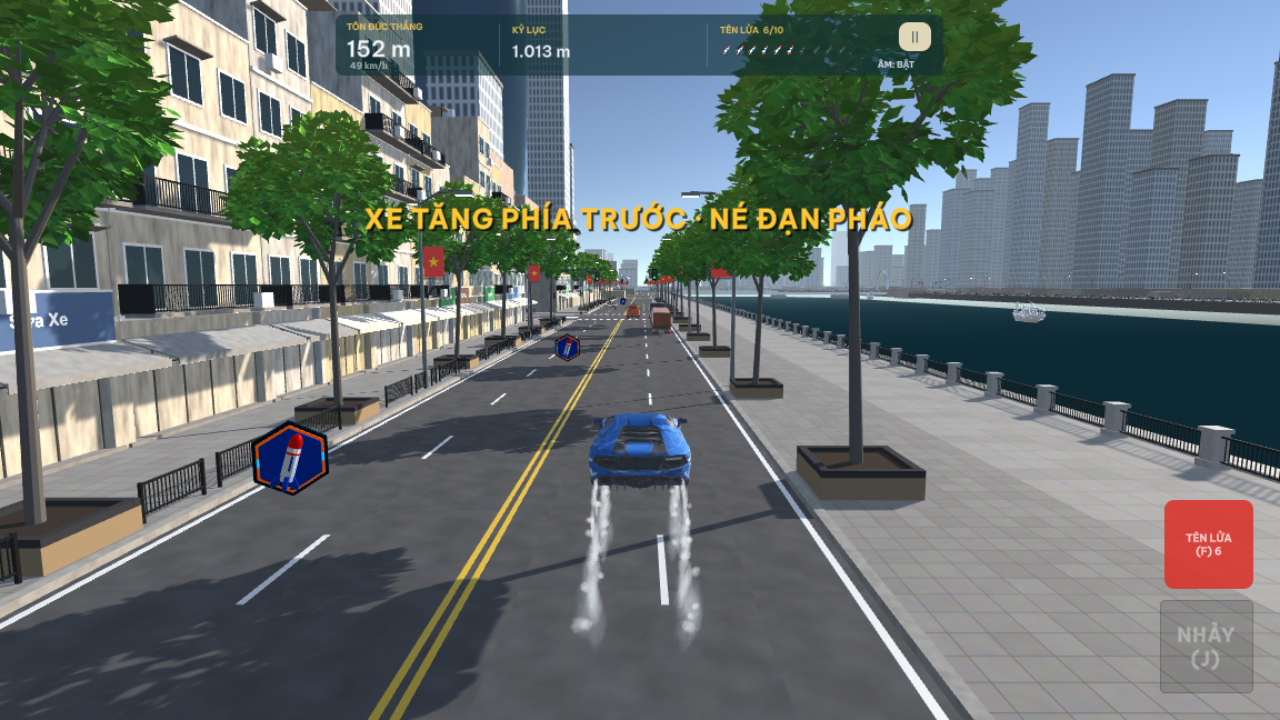 TÔN ĐỨC THẮNG
152 m
49 km/h
KỶ LỤC
1.013 m
TÊN LỬA 6/10
ÂM: BẬT
XE TĂNG PHÍA TRƯỚC · NÉ ĐẠN PHÁO
Xe
TÊN LỬA
(F) 6
NHẢY
(J)